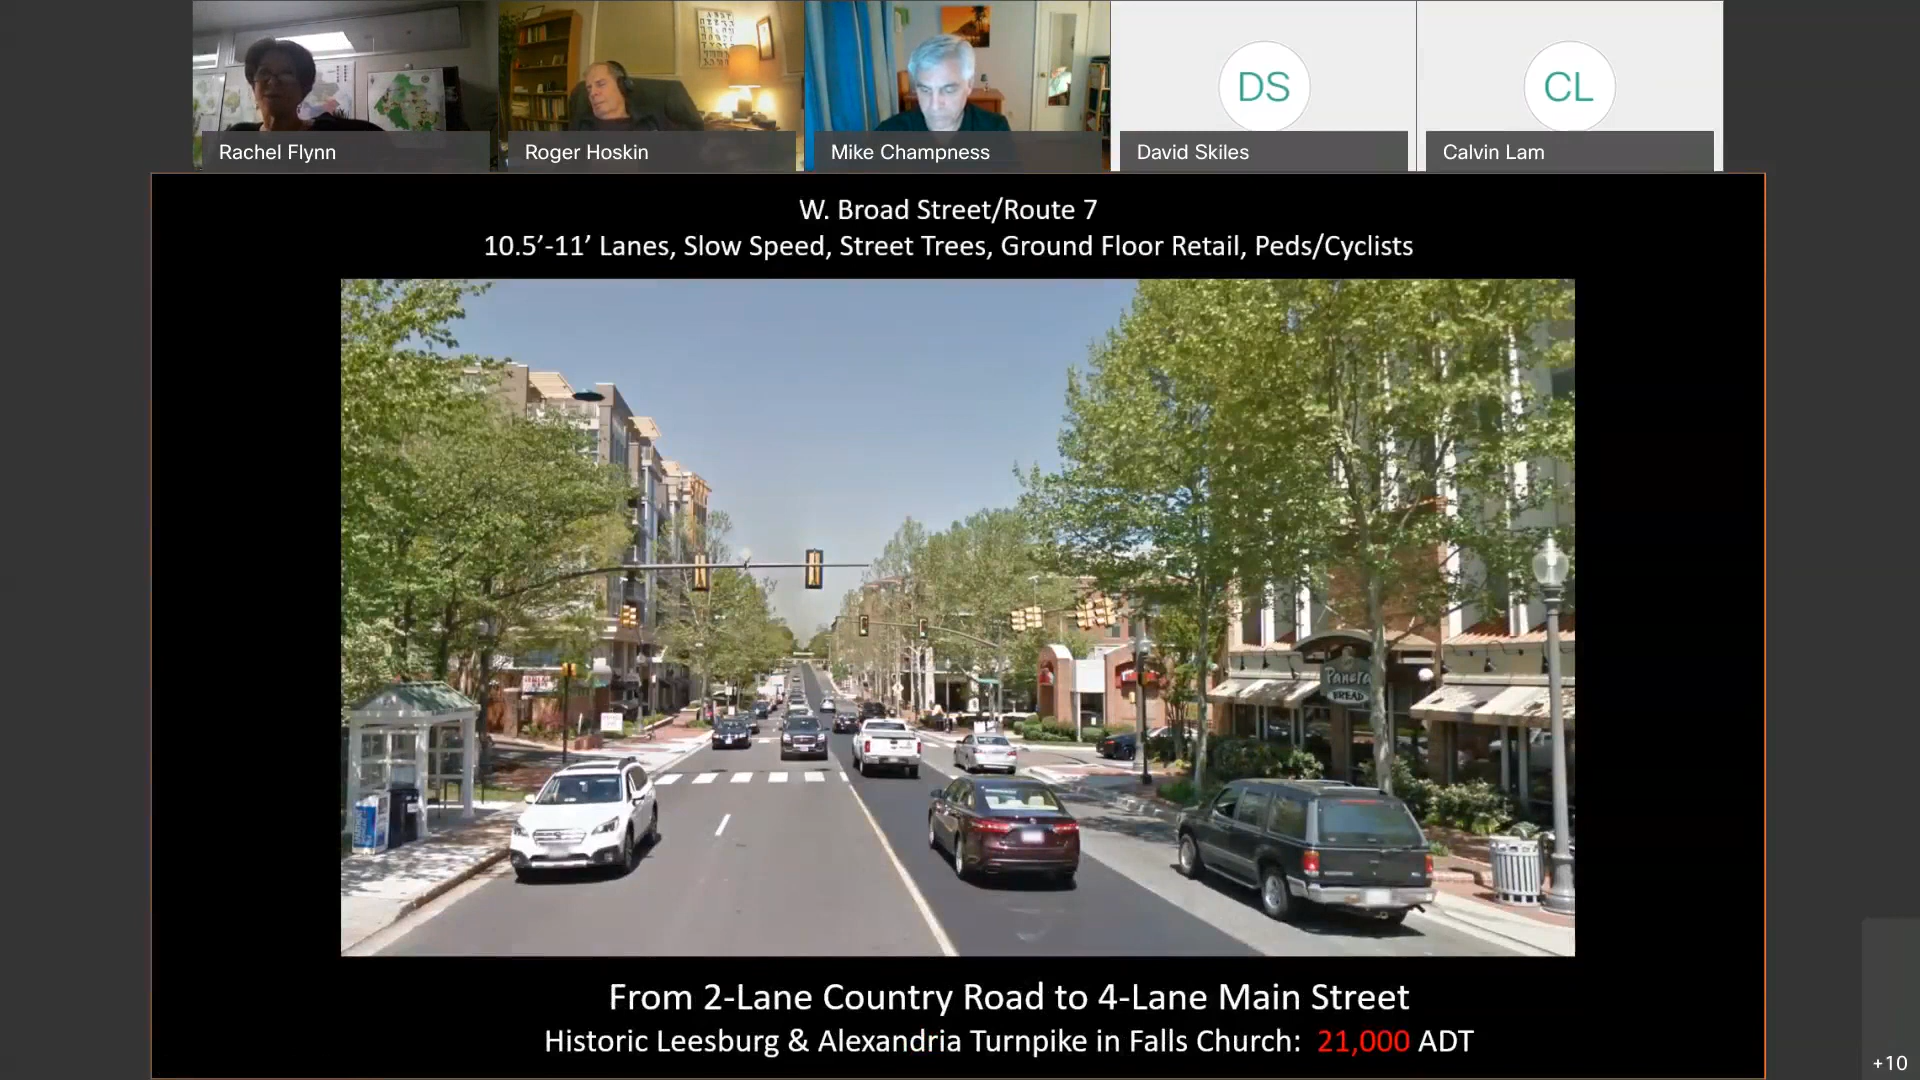 DS
CL
Rachel Flynn
Roger Hoskin
Mike Champness
David Skiles
Calvin Lam
W. Broad Street/Route 7
10.5’-11’ Lanes, Slow Speed, Street Trees, Ground Floor Retail, Peds/Cyclists
Panera
BREAD
From 2-Lane Country Road to 4-Lane Main Street
Historic Leesburg & Alexandria Turnpike in Falls Church: 21,000 ADT
+10